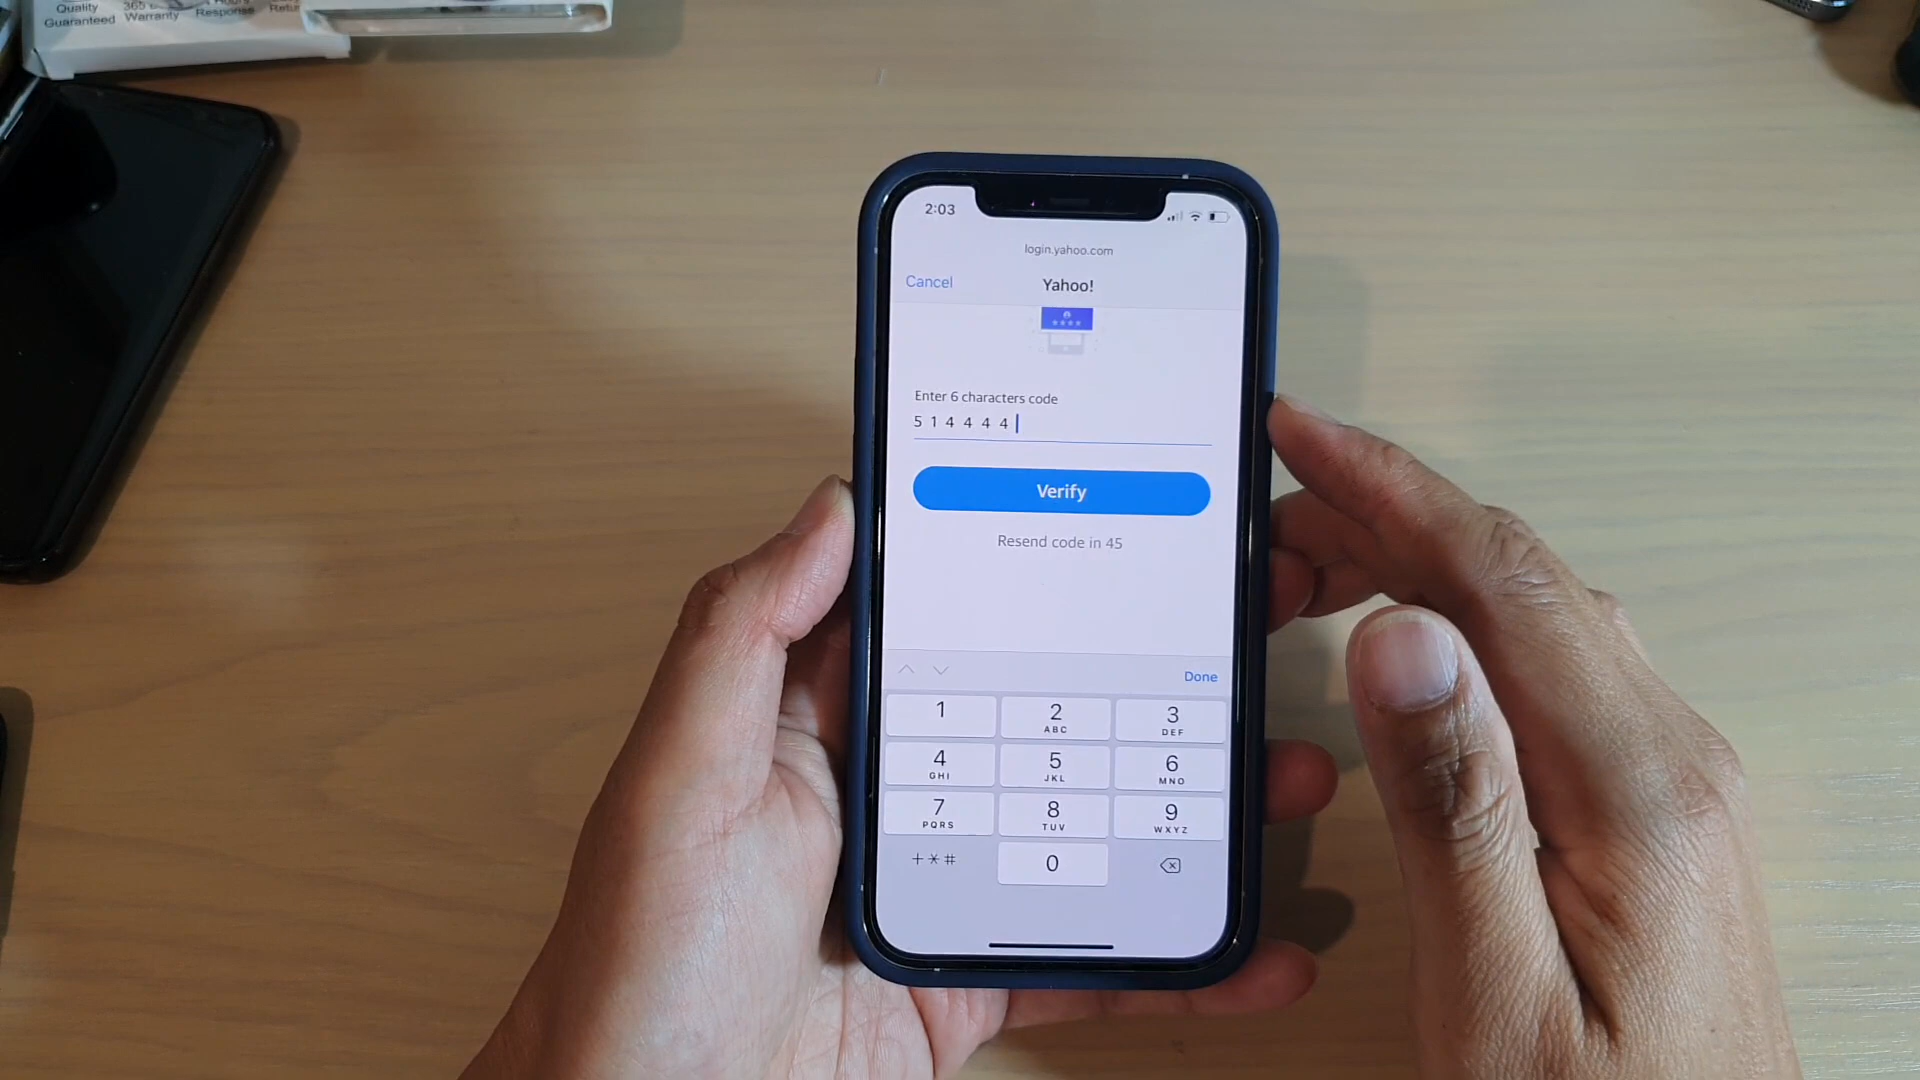 Quality
Guaranteed
365
Warranty
Response
2:03
login.yahoo.com
Cancel
Yahoo!
****
Enter 6 characters code
5 1 4 4 4 4
Verify
Resend code in 45
Done
1
2
ABC
3
DEF
4
GHI
5
JKL
6
MNO
7
PQRS
8
TUV
9
WXYZ
+*#
0